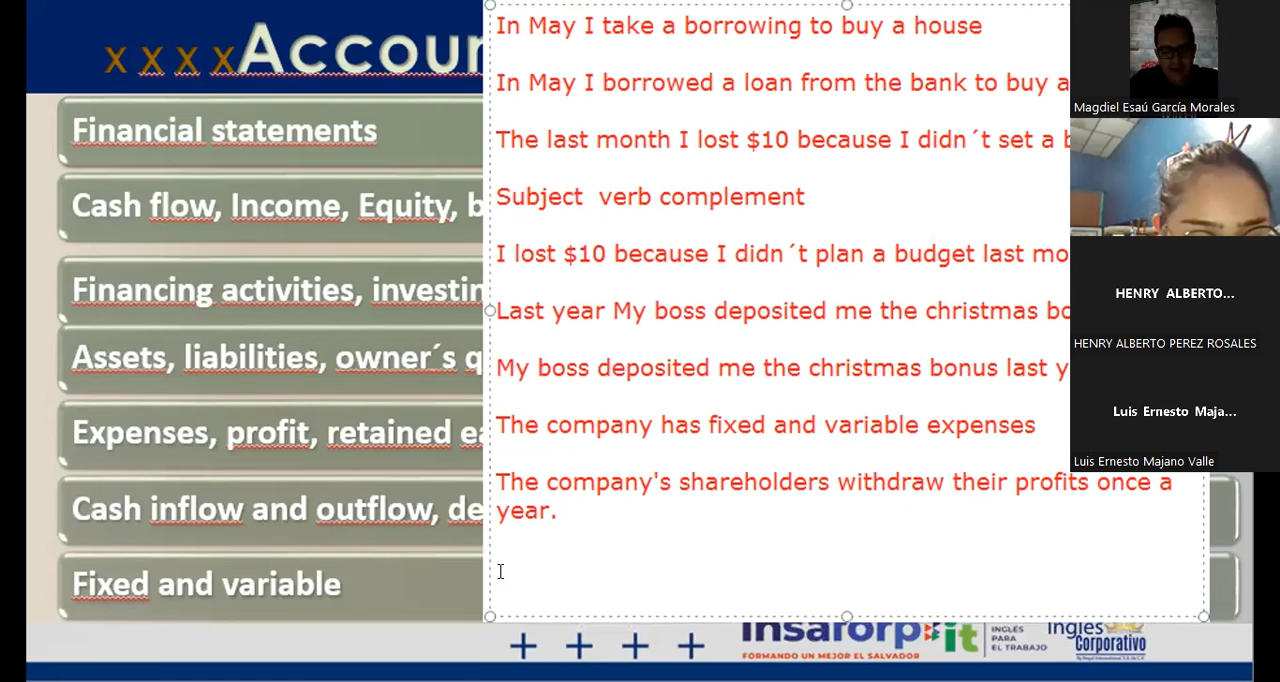 x x x x Accoun
Financial statements
Cash flow, Income, Equity, b
Financing activities, investin
Assets, liabilities, owner´s
Expenses, profit, retained ea
Cash inflow and outflow, de
Fixed and variable
In May I take a borrowing to buy a house
In May I borrowed a loan from the bank to buy a
The last month I lost $10 because I didn´t set a b
Subject verb complement
I lost $10 because I didn´t plan a budget last mo
Last year My boss deposited me the christmas bo
My boss deposited me the christmas bonus last y
The company has fixed and variable expenses
The company's shareholders withdraw their profits once a
year.
Magdiel Esaú García Morales
HENRY ALBERTO...
HENRY ALBERTO PEREZ ROSALES
Luis Ernesto Maja...
Luis Ernesto Majano Valle
insaforp
FORMANDO UN MEJOR EL SALVADOR
it
INGLÉS
PARA
EL TRABAJO
Inglés
Corporativo